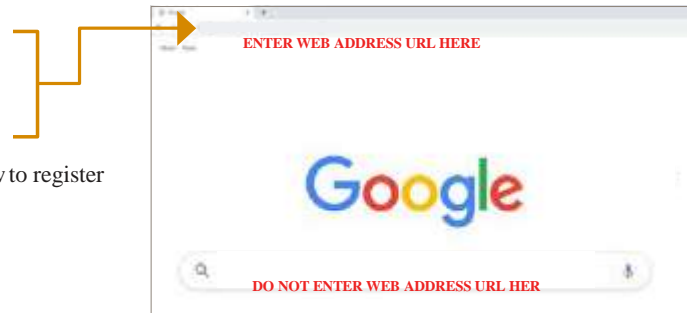 ENTER WEB ADDRESS URL HERE
y to register
Google
DO NOT ENTER WEB ADDRESS URL HER